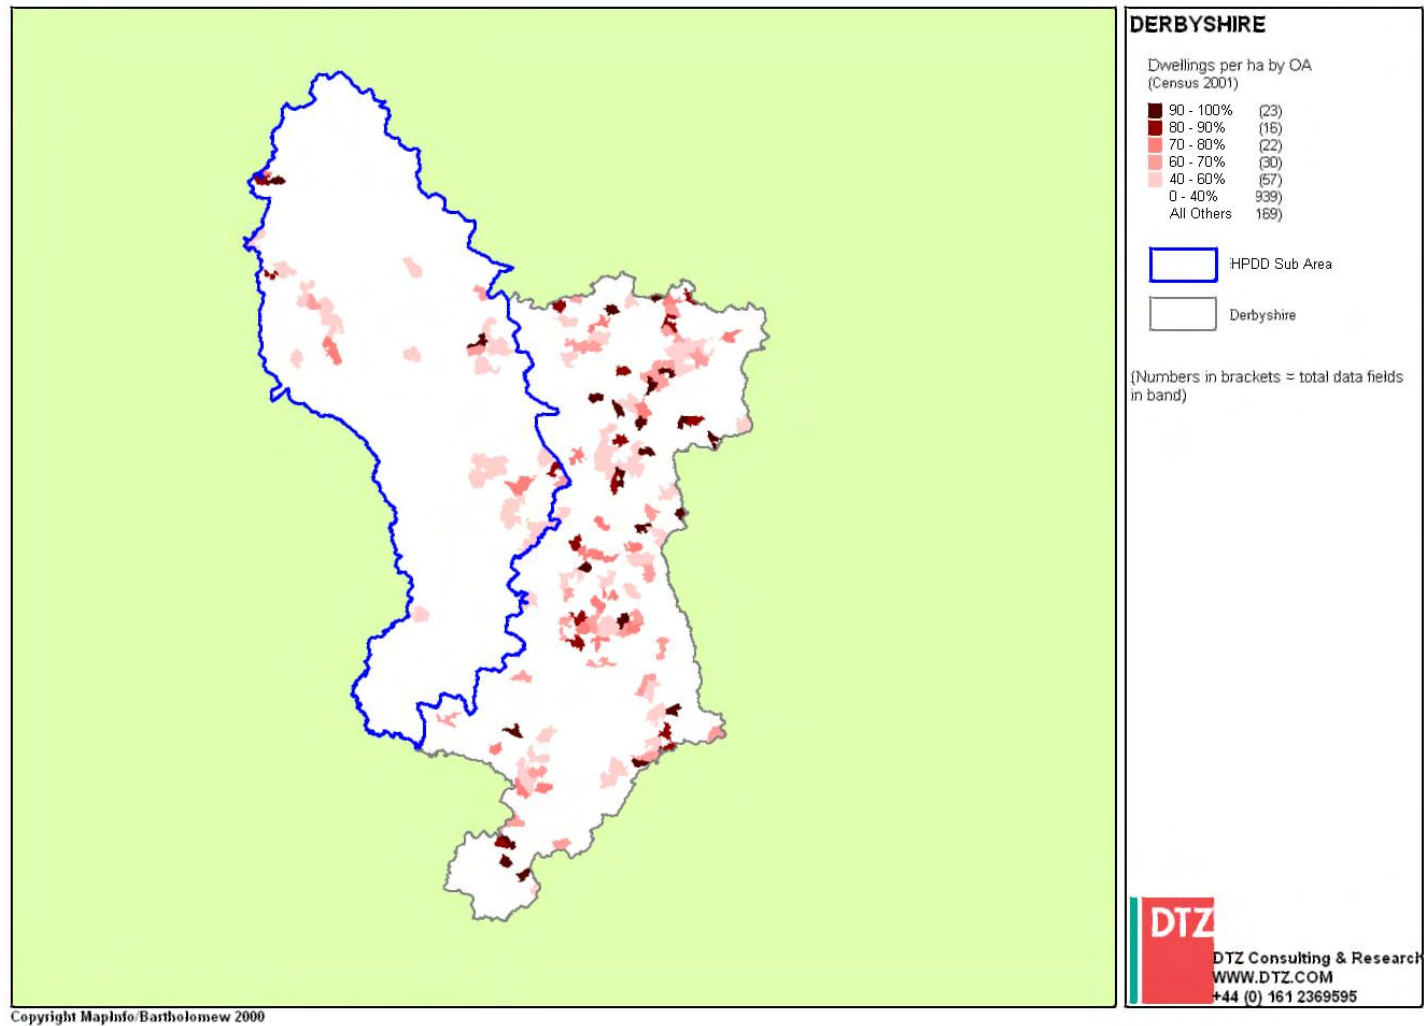 DERBYSHIRE
Dwellings per ha by OA
(Census 2001)
90 - 100% (23)
80 - 90% (16)
70 - 80% (22)
60 - 70% (30)
40 - 60% (57)
0 - 40% 939)
All Others 169)
HPDD Sub Area
Derbyshire
(Numbers in brackets = total data fields
in band)
DTZ
DTZ Consulting & Research
WWW.DTZ.COM
+44 (0) 161 2369595
Copyright MapInfo/Bartholomew 2000